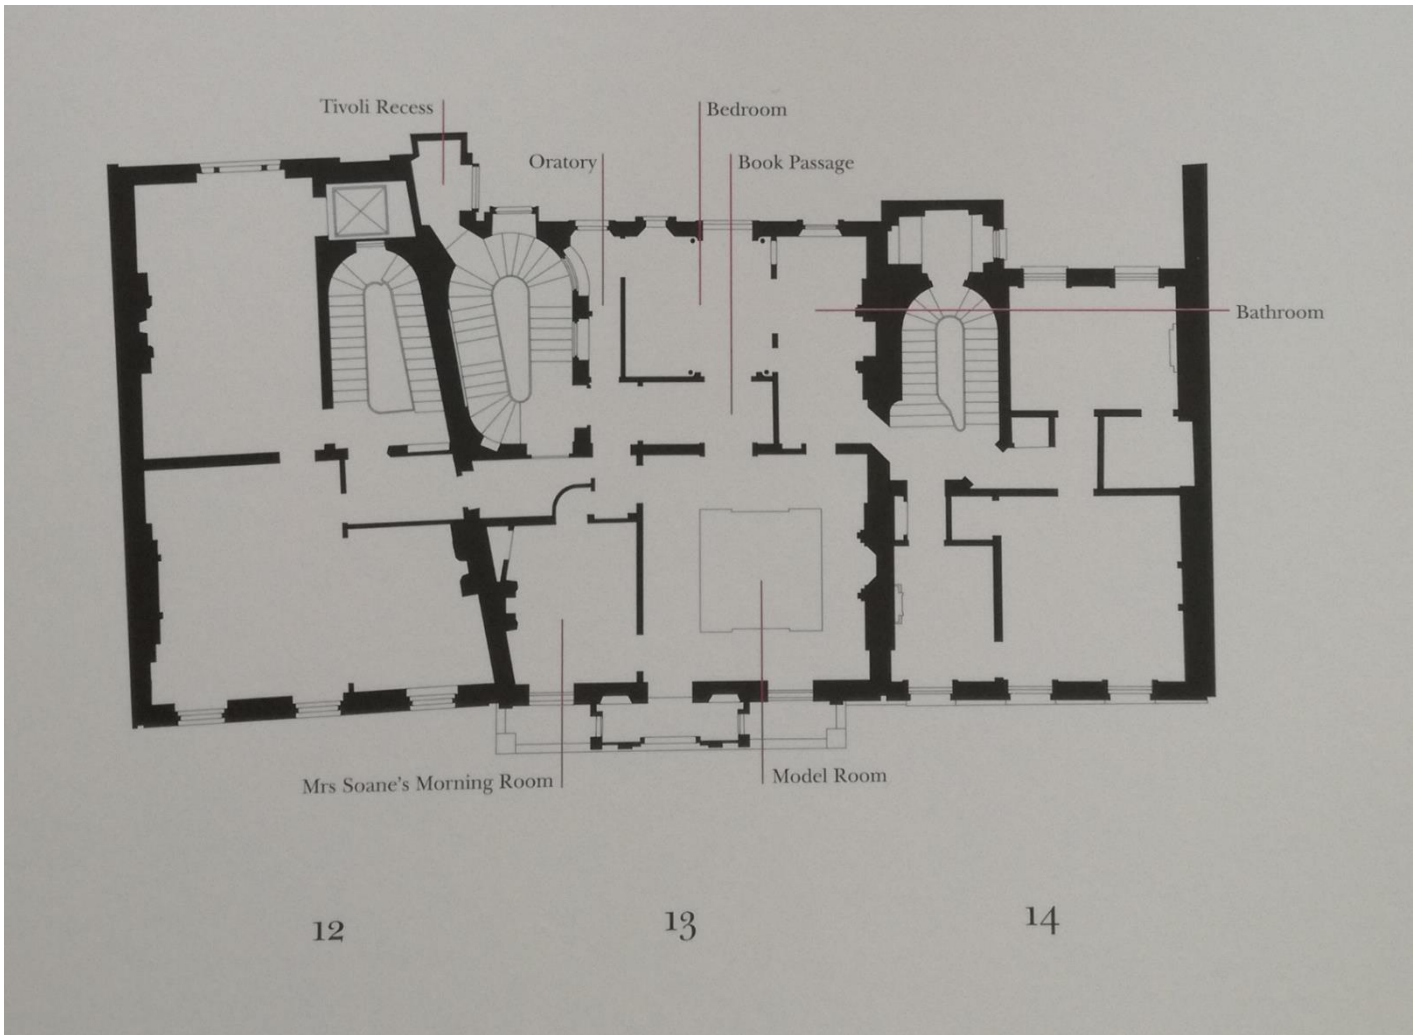 Tivoli Recess
Bedroom
Oratory
Book Passage
Bathroom
Mrs Soane's Morning Room
Model Room
12
13
14